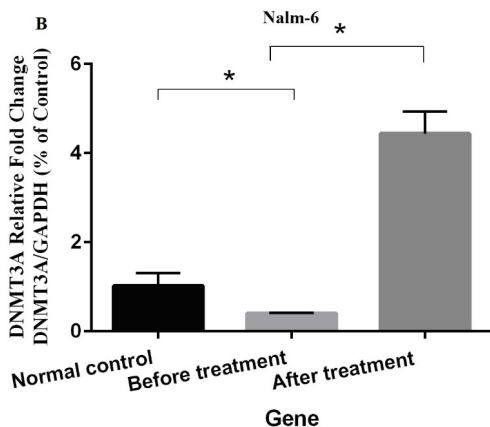 B
Nalm-6
*
*
DNMT3A Relative Fold Change
DNMT3A/GAPDH (% of Control)
6
4
2
0
Normal control
Before treatment
After treatment
Gene